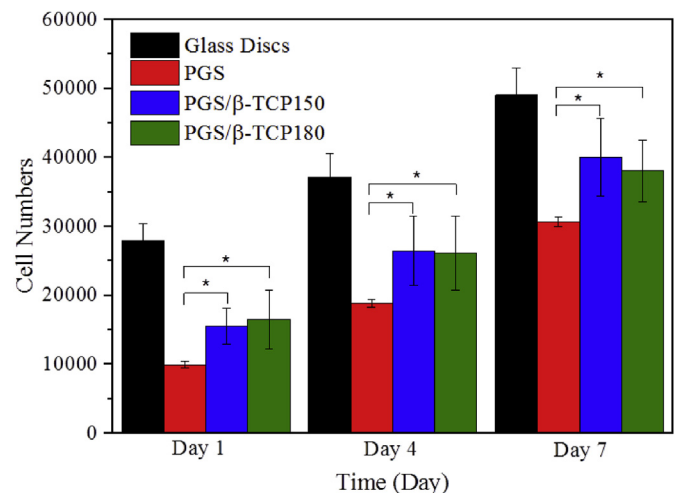 60000
50000
40000
30000
20000
10000
0
Cell Numbers
Glass Discs
PGS
PGS/β-TCP150
PGS/β-TCP180
*
*
*
*
*
*
Day 1
Day 4
Day 7
Time (Day)